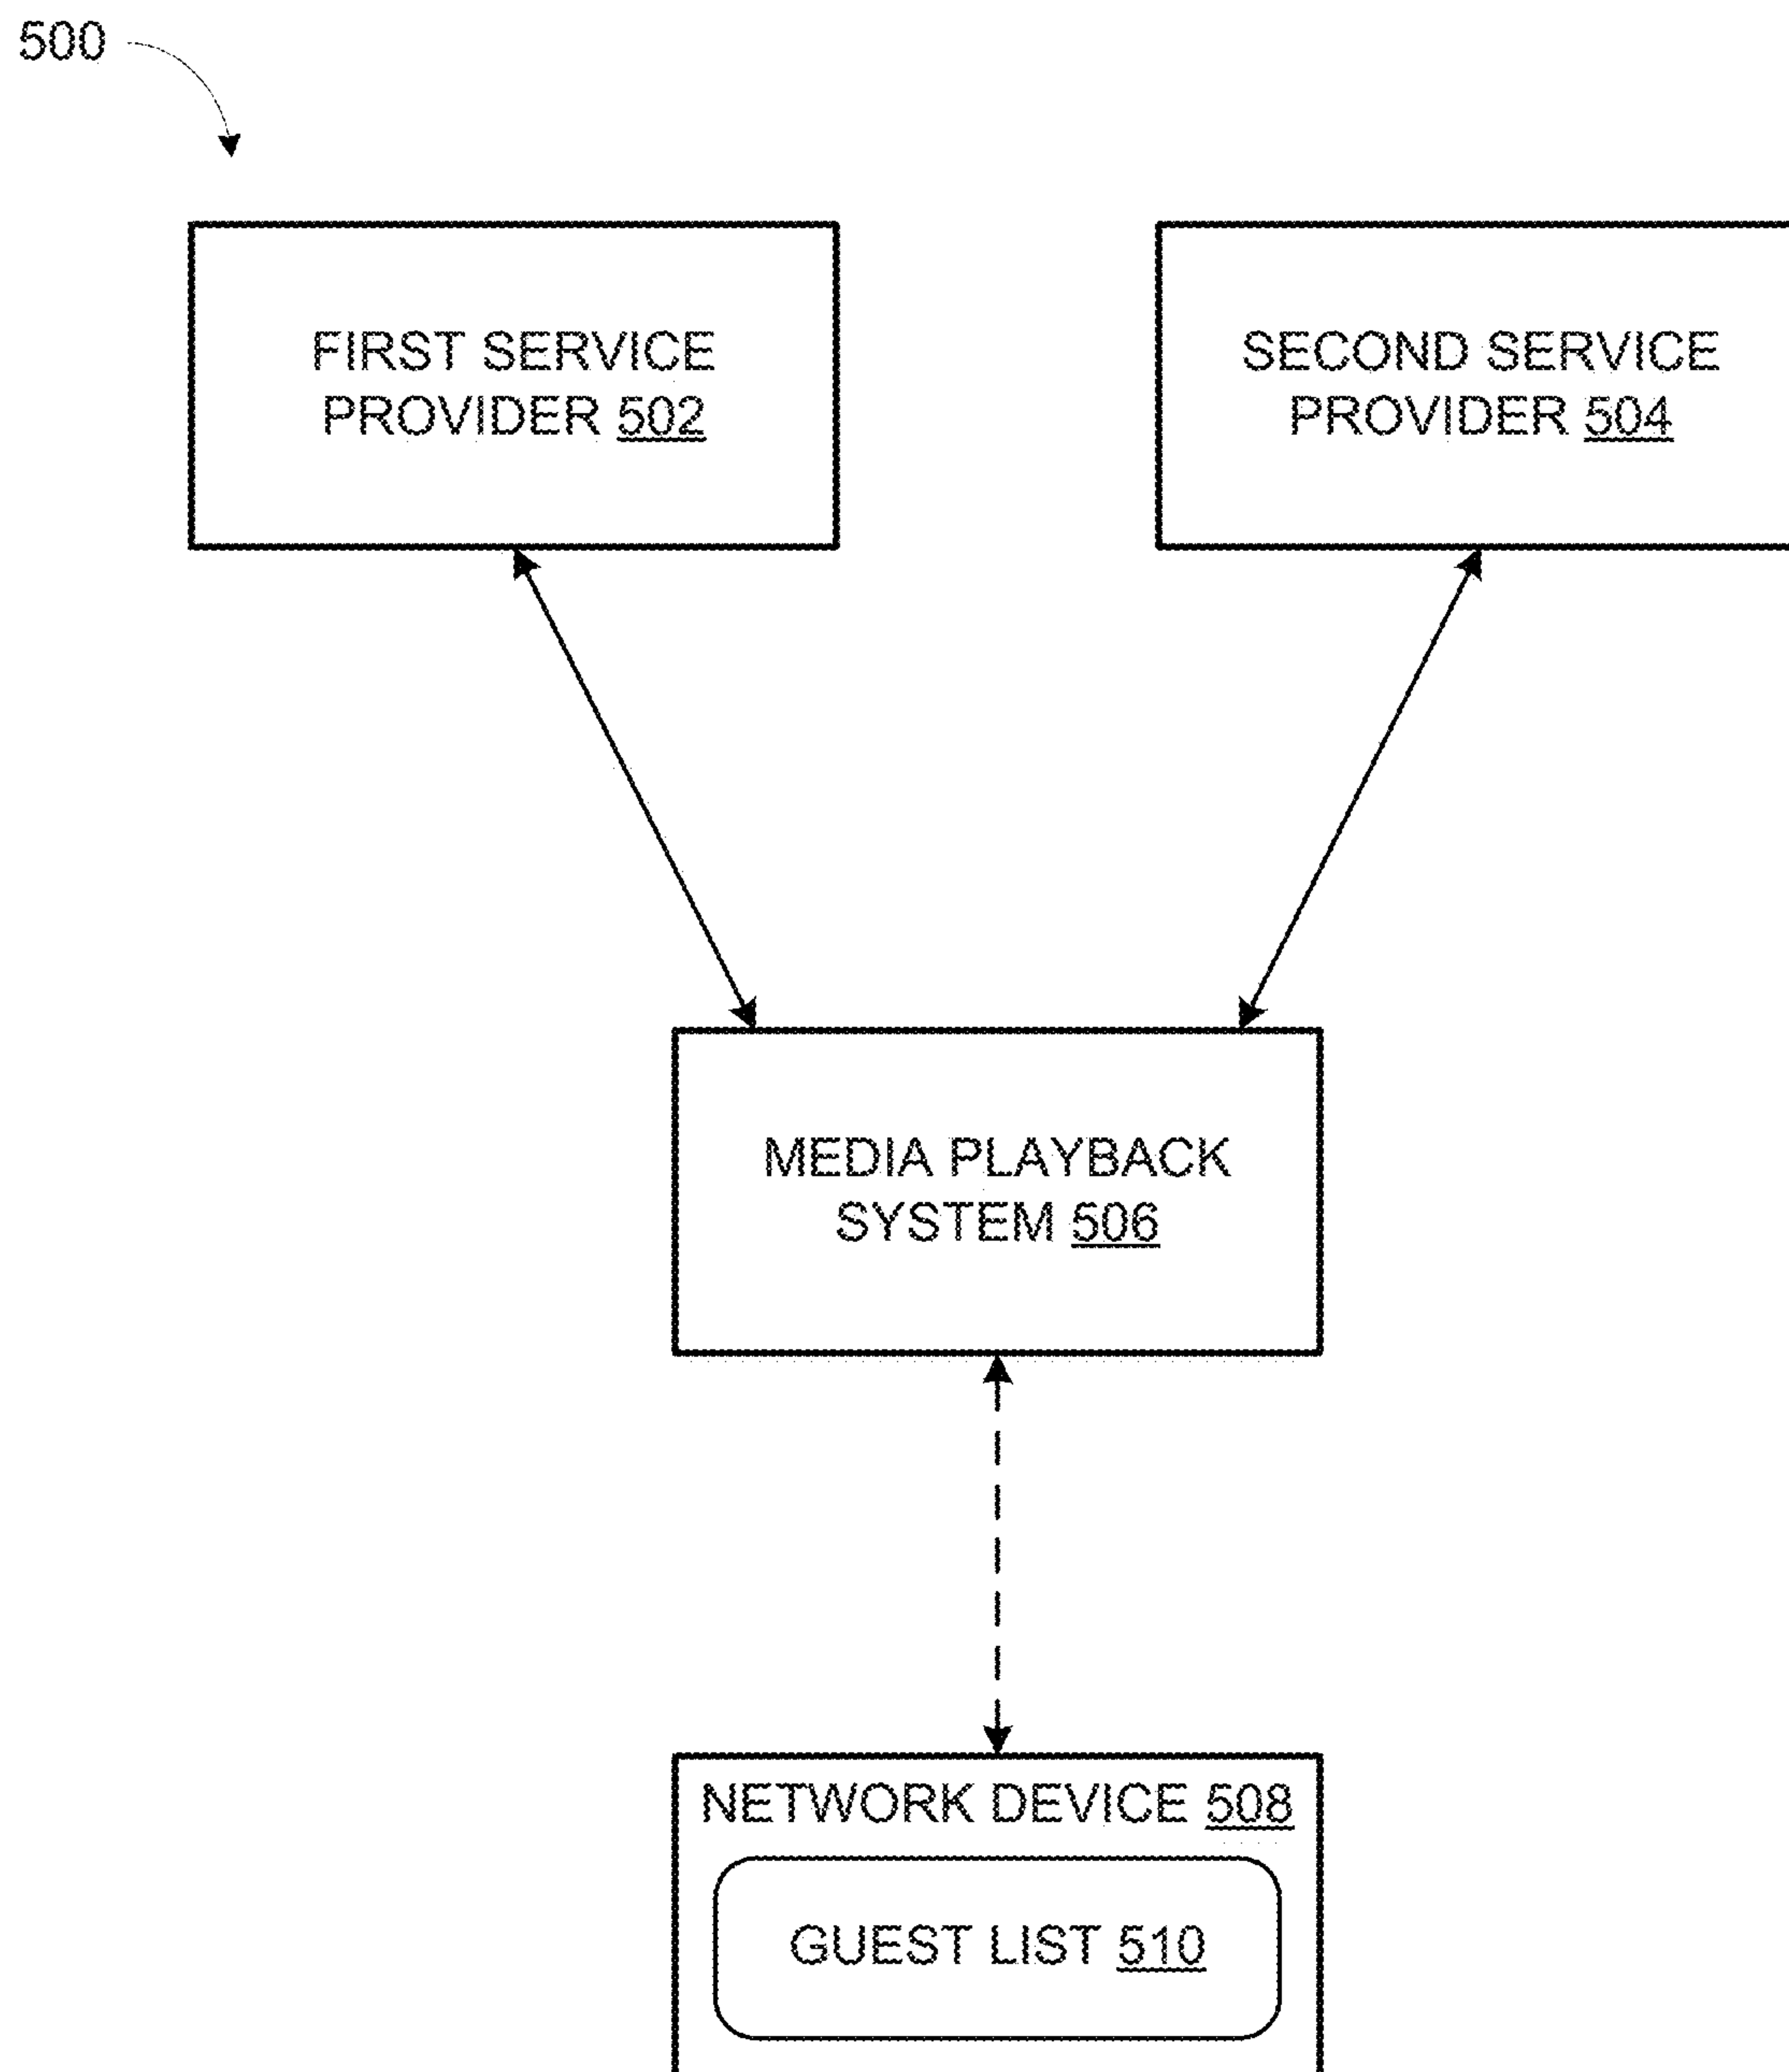 500
FIRST SERVICE
PROVIDER 502
SECOND SERVICE
PROVIDER 504
MEDIA PLAYBACK
SYSTEM 506
NETWORK DEVICE 508
GUEST LIST 510